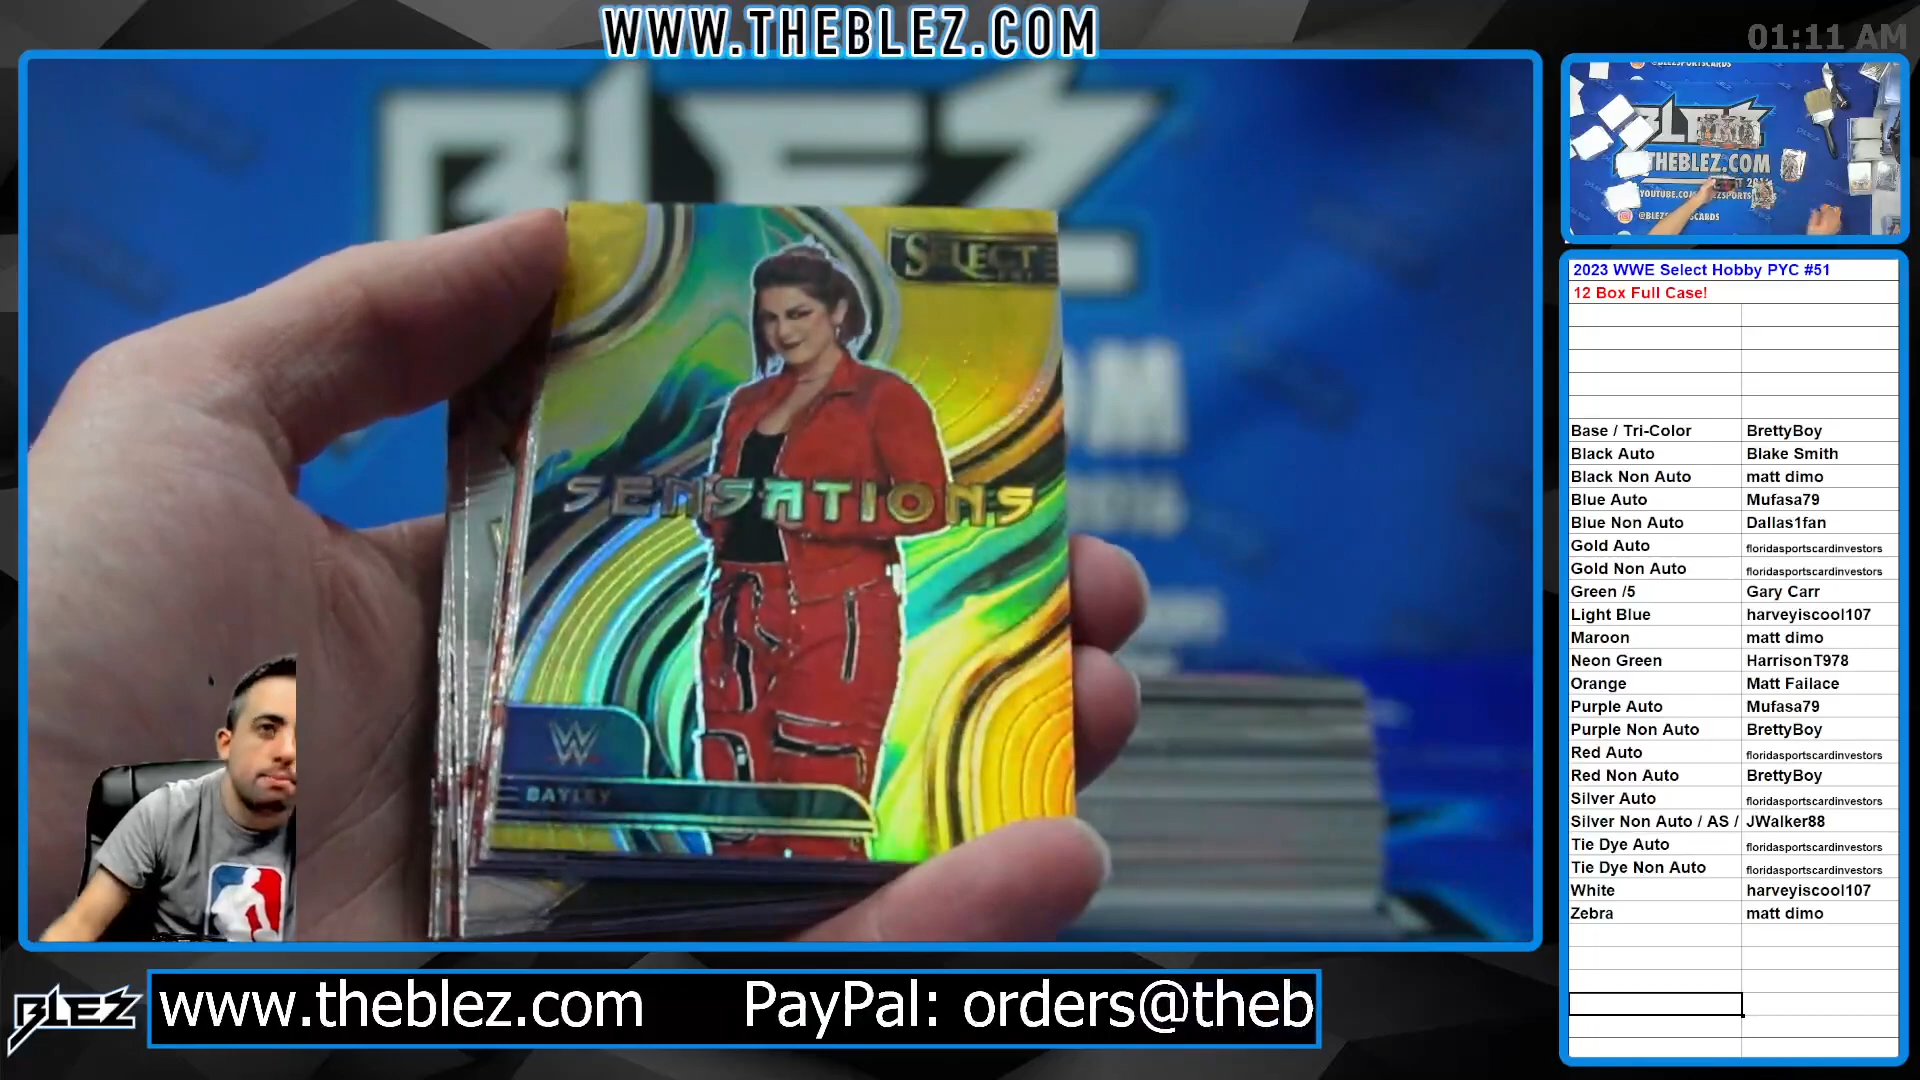 WWW.THEBLEZ.COM
01:11 AM
BLEZ
SELECT
SENSATIONS
W
BAYLEY
@BLEZSPORTSCARDS
BLEZ
THEBLEZ.COM
@BLEZSPORTSCARDS
2023 WWE Select Hobby PYC #51
12 Box Full Case!
Base / Tri-Color BrettyBoy
Black Auto Blake Smith
Black Non Auto matt dimo
Blue Auto Mufasa79
Blue Non Auto Dallas1fan
Gold Auto floridasportscardinvestors
Gold Non Auto floridasportscardinvestors
Green /5 Gary Carr
Light Blue harveyiscool107
Maroon matt dimo
Neon Green HarrisonT978
Orange Matt Failace
Purple Auto Mufasa79
Purple Non Auto BrettyBoy
Red Auto floridasportscardinvestors
Red Non Auto BrettyBoy
Silver Auto floridasportscardinvestors
Silver Non Auto / AS / JWalker88
Tie Dye Auto floridasportscardinvestors
Tie Dye Non Auto floridasportscardinvestors
White harveyiscool107
Zebra matt dimo
BLEZ
www.theblez.com PayPal: orders@theb